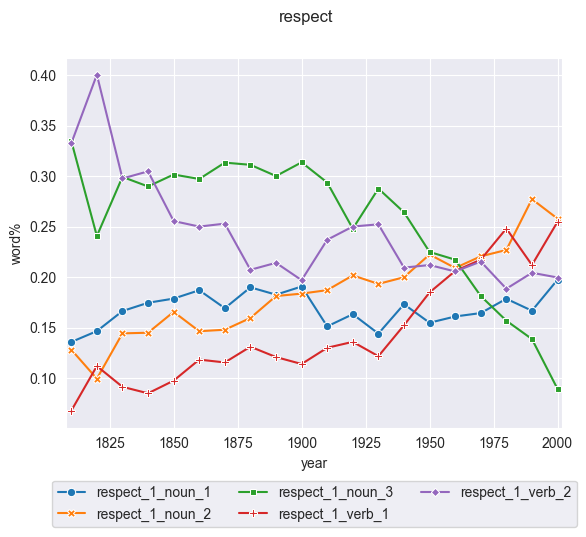 respect
0.40
0.35
0.30
0.25
0.20
0.15
0.10
word%
1825 1850 1875 1900 1925 1950 1975 2000
year
respect_1_noun_1 respect_1_noun_3 respect_1_verb_2
respect_1_noun_2 respect_1_verb_1